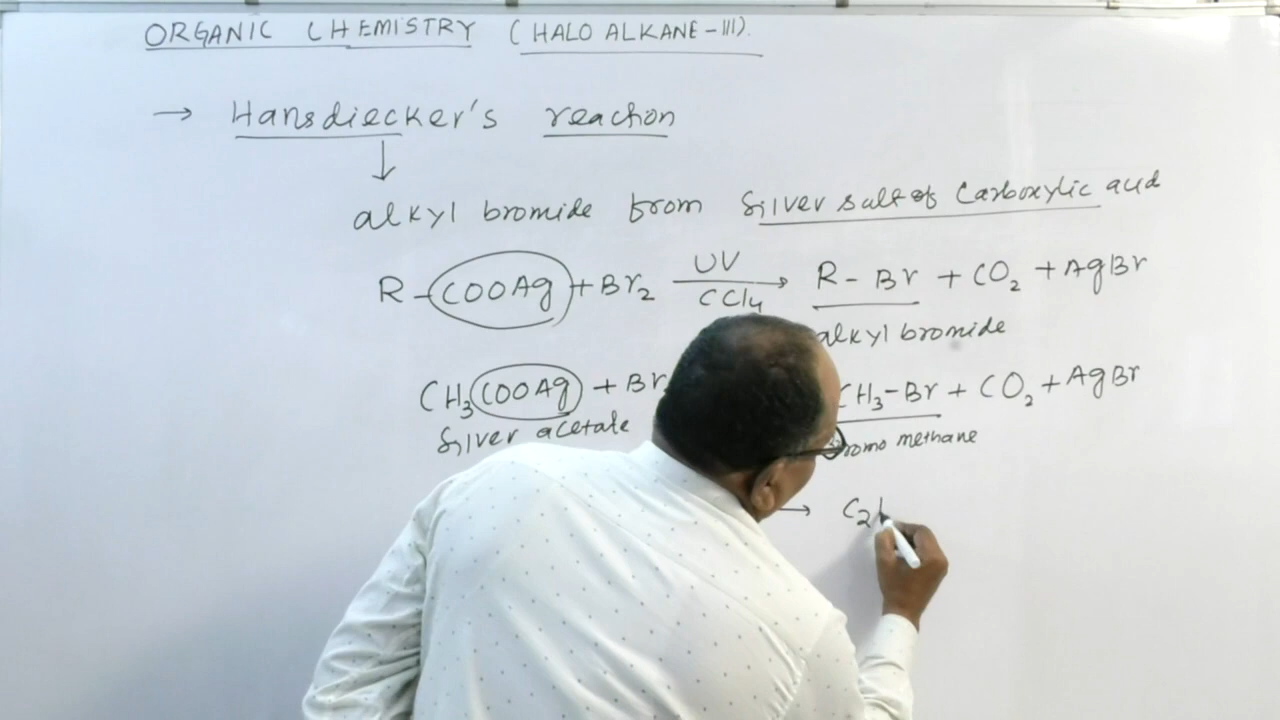 ORGANIC CHEMISTRY (HALO ALKANE-III).
→ Hansdiecker's reaction
↓
alkyl bromide from Silver salt of Carboxylic acid
R-COOAg + Br₂ UV CCl₄ → R-Br + CO₂ + AgBr
alkyl bromide
CH₃COOAg + Br CH₃-Br + CO₂ + AgBr
Silver acetate romo methane
→ C₂